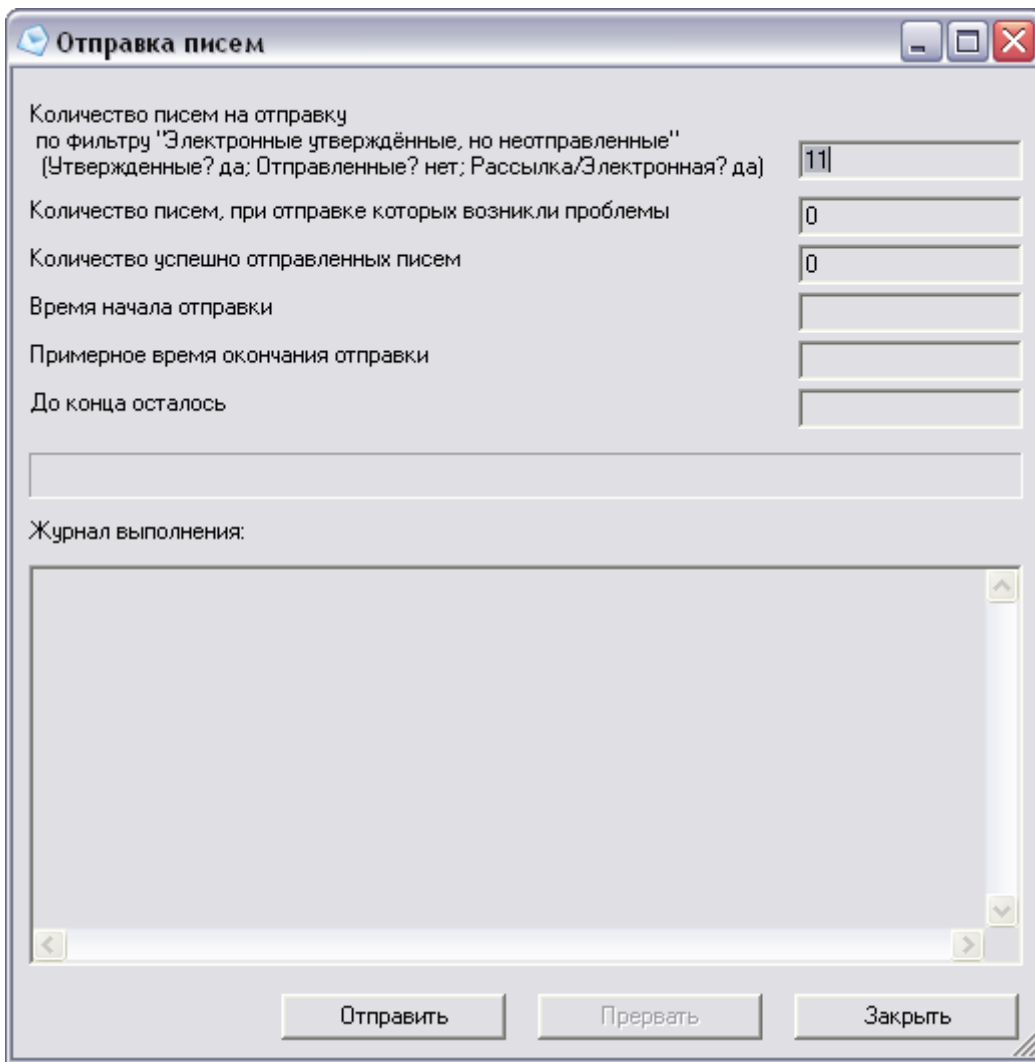 Отправка писем
Количество писем на отправку
по фильтру "Электронные утверждённые, но неотправленные"
(Утвержденные? да; Отправленные? нет; Рассылка/Электронная? да)
11
Количество писем, при отправке которых возникли проблемы
0
Количество успешно отправленных писем
0
Время начала отправки
Примерное время окончания отправки
До конца осталось
Журнал выполнения:
Отправить Прервать Закрыть